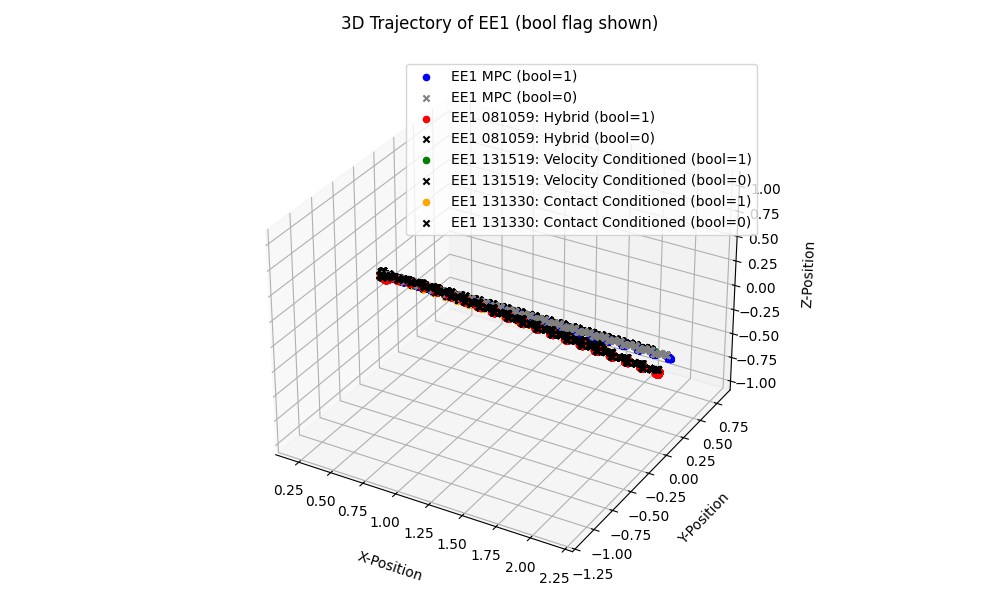 3D Trajectory of EE1 (bool flag shown)
EE1 MPC (bool=1)
EE1 MPC (bool=0)
EE1 081059: Hybrid (bool=1)
EE1 081059: Hybrid (bool=0)
EE1 131519: Velocity Conditioned (bool=1)
EE1 131519: Velocity Conditioned (bool=0)
EE1 131330: Contact Conditioned (bool=1)
EE1 131330: Contact Conditioned (bool=0)
1.00
0.75
0.50
0.25
0.00
−0.25
−0.50
−0.75
−1.00
Z-Position
0.75
0.50
0.25
0.00
−0.25
−0.50
−0.75
−1.00
−1.25
Y-Position
0.25
0.50
0.75
1.00
1.25
1.50
1.75
2.00
2.25
X-Position